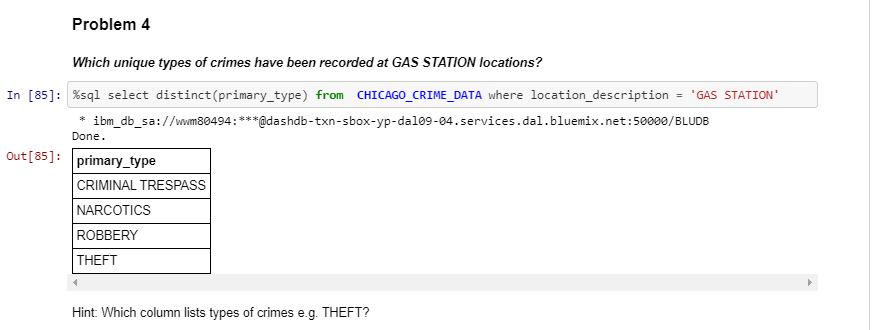 Problem 4
Which unique types of crimes have been recorded at GAS STATION locations?
In [85]: %sql select distinct(primary_type) from  CHICAGO_CRIME_DATA where location_description = 'GAS STATION'
* ibm_db_sa://wwm80494:***@dashdb-txn-sbox-yp-dal09-04.services.dal.bluemix.net:50000/BLUDB
Done.
Out[85]: primary_type
CRIMINAL TRESPASS
NARCOTICS
ROBBERY
THEFT
Hint: Which column lists types of crimes e.g. THEFT?